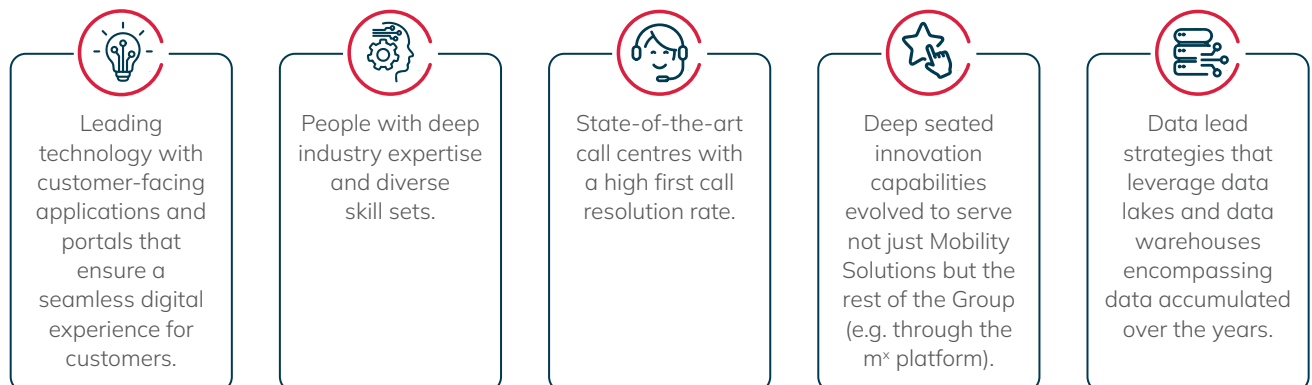 Leading
technology with
customer-facing
applications and
portals that
ensure a
seamless digital
experience for
customers.
People with deep
industry expertise
and diverse
skill sets.
State-of-the-art
call centres with
a high first call
resolution rate.
Deep seated
innovation
capabilities
evolved to serve
not just Mobility
Solutions but the
rest of the Group
(e.g. through the
mˣ platform).
Data lead
strategies that
leverage data
lakes and data
warehouses
encompassing
data accumulated
over the years.